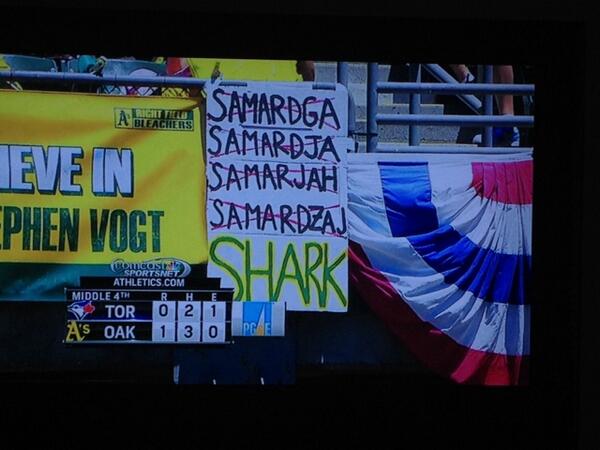 A's RIGHT FIELD
BLEACHERS
IEVE IN
EPHEN VOGT
SAMARDGA
SAMARDJA
SAMARJAH
SAMARDZAJ
SHARK
COMCAST
SPORTSNET
ATHLETICS.COM
MIDDLE 4TH R H E
TOR 0 2 1
A's OAK 1 3 0
PG&E